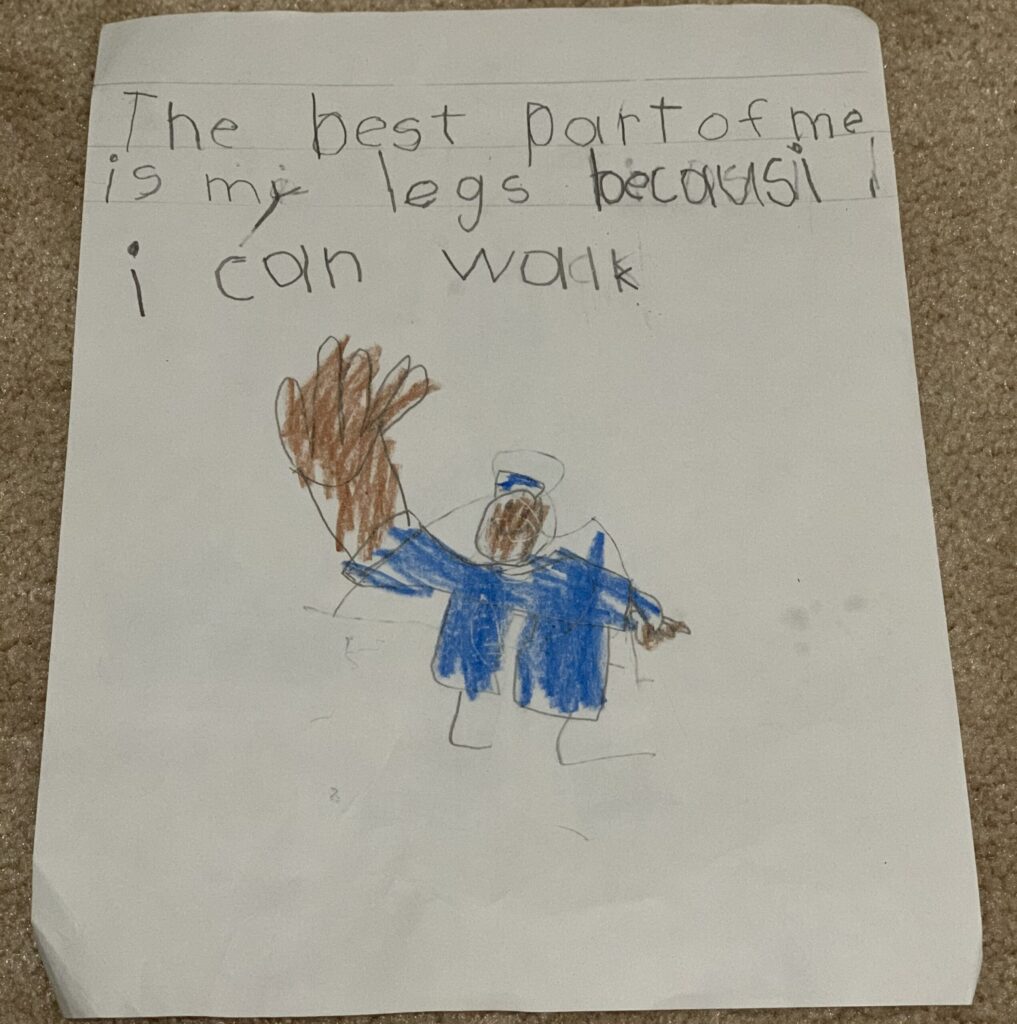 The best part of me
is my legs becausi I
i can walk